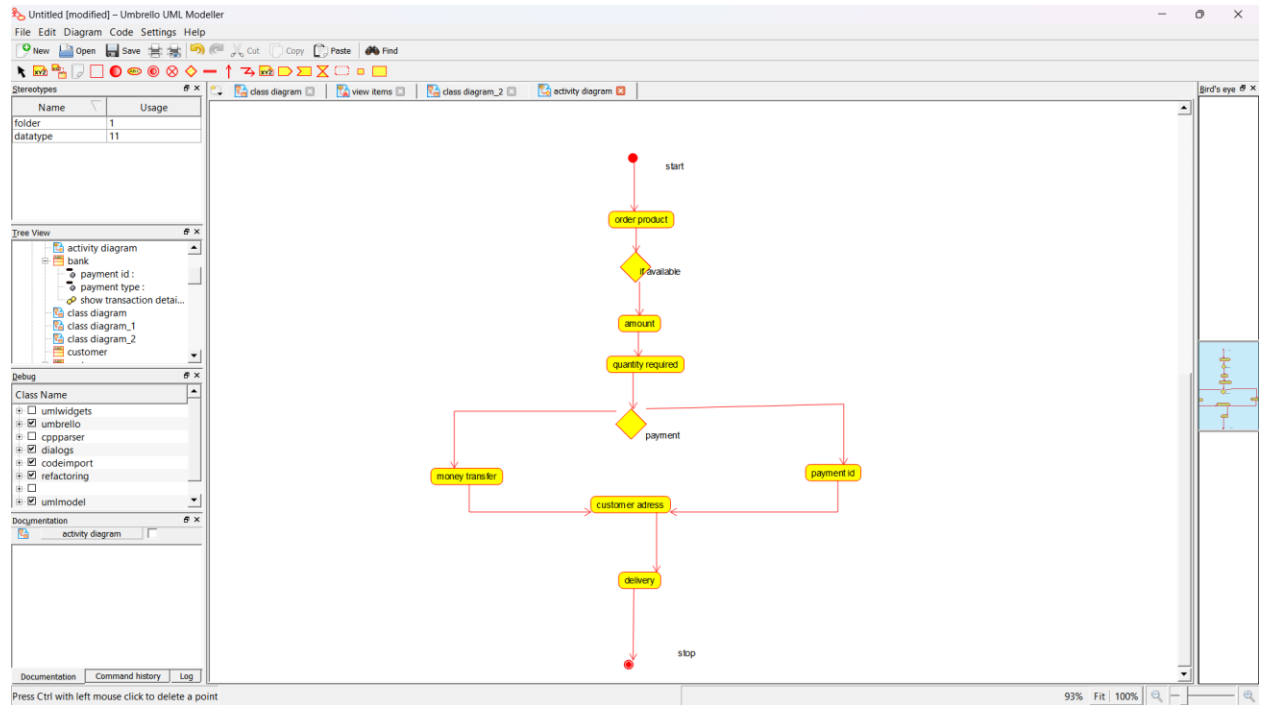 Untitled [modified] – Umbrello UML Modeller
File Edit Diagram Code Settings Help
New Open Save Cut Copy Paste Find
Stereotypes
Name Usage
folder 1
datatype 11
Tree View
activity diagram
bank
payment id :
payment type :
show transaction detai...
class diagram
class diagram_1
class diagram_2
customer
Debug
Class Name
umlwidgets
umbrello
cppparser
dialogs
codeimport
refactoring
umlmodel
Documentation
activity diagram
Documentation Command history Log
class diagram view items class diagram_2 activity diagram
start
order product
if available
amount
quantity required
payment
money transfer
payment id
customer adress
delivery
stop
Bird's eye
Press Ctrl with left mouse click to delete a point
93% Fit 100%